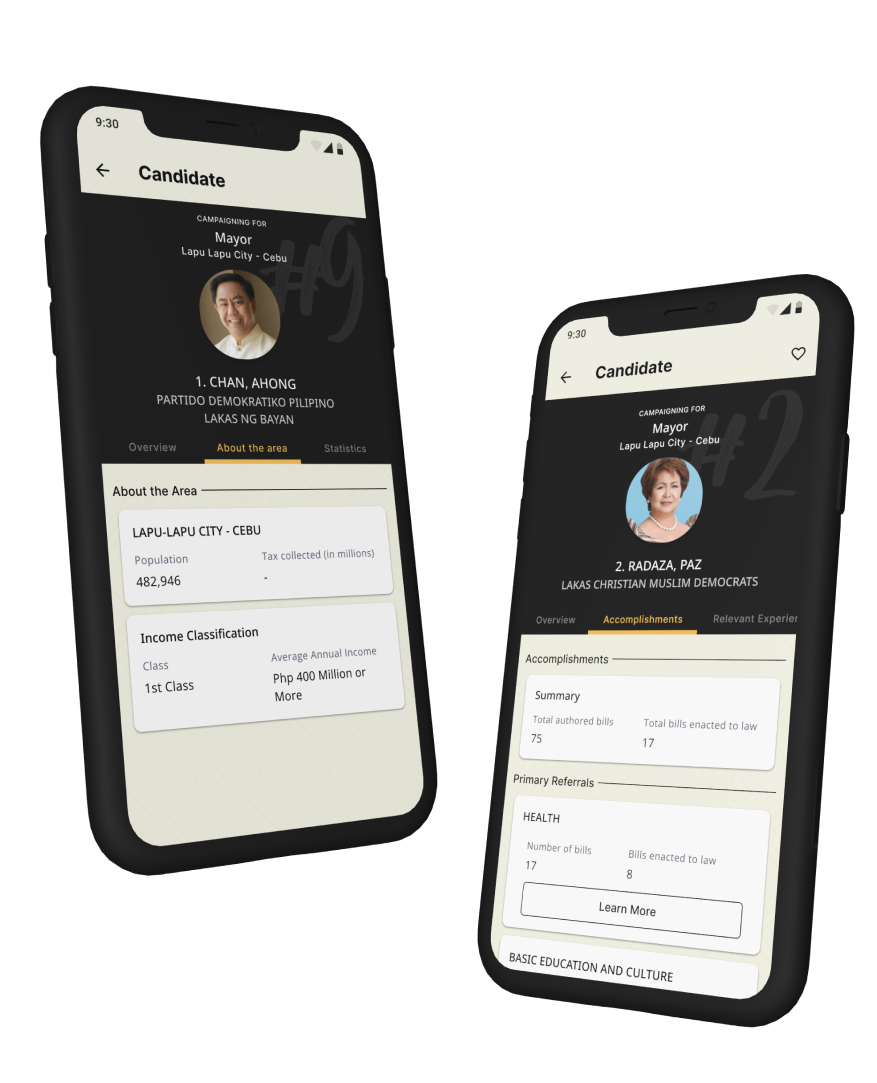 9:30
Candidate
CAMPAIGNING FOR
#9
Mayor
Lapu Lapu City - Cebu
1. CHAN, AHONG
PARTIDO DEMOKRATIKO PILIPINO
LAKAS NG BAYAN
Overview About the area Statistics
About the Area
LAPU-LAPU CITY - CEBU
Population Tax collected (in millions)
482,946 -
Income Classification
Class Average Annual Income
1st Class Php 400 Million or
More
9:30
Candidate
CAMPAIGNING FOR
#2
Mayor
Lapu Lapu City - Cebu
2. RADAZA, PAZ
LAKAS CHRISTIAN MUSLIM DEMOCRATS
Overview Accomplishments Relevant Experien
Accomplishments
Summary
Total authored bills Total bills enacted to law
75 17
Primary Referrals
HEALTH
Number of bills Bills enacted to law
17 8
Learn More
BASIC EDUCATION AND CULTURE